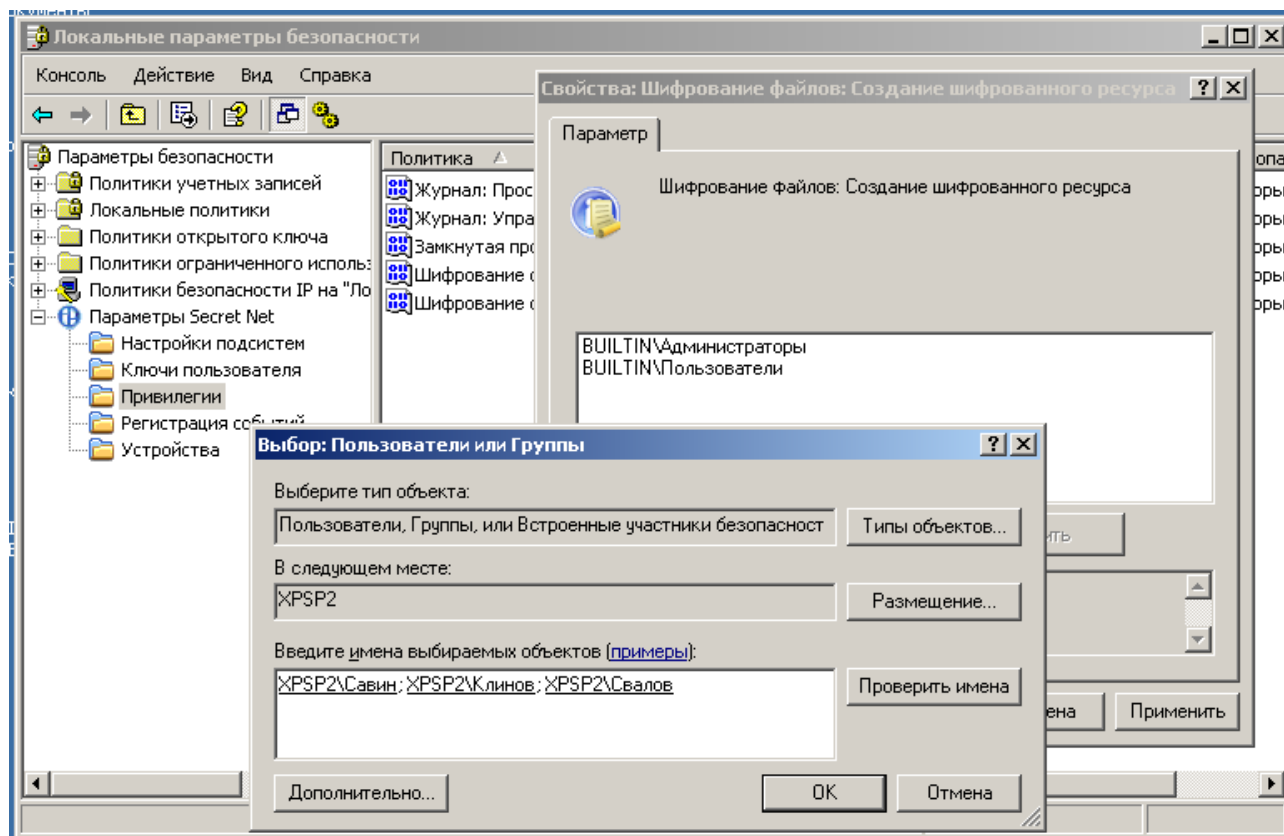 Локальные параметры безопасности
Консоль Действие Вид Справка
Параметры безопасности
Политики учетных записей
Локальные политики
Политики открытого ключа
Политики ограниченного использ
Политики безопасности IP на "Ло
Параметры Secret Net
Настройки подсистем
Ключи пользователя
Привилегии
Регистрация событий
Устройства
Политика
Журнал: Прос
Журнал: Упра
Замкнутая про
Шифрование
Шифрование
Свойства: Шифрование файлов: Создание шифрованного ресурса
Параметр
Шифрование файлов: Создание шифрованного ресурса
BUILTIN\Администраторы
BUILTIN\Пользователи
ить
ена Применить
Выбор: Пользователи или Группы
Выберите тип объекта:
Пользователи, Группы, или Встроенные участники безопасност Типы объектов...
В следующем месте:
XPSP2 Размещение...
Введите имена выбираемых объектов (примеры):
XPSP2\Савин; XPSP2\Клинов; XPSP2\Свалов Проверить имена
Дополнительно... OK Отмена